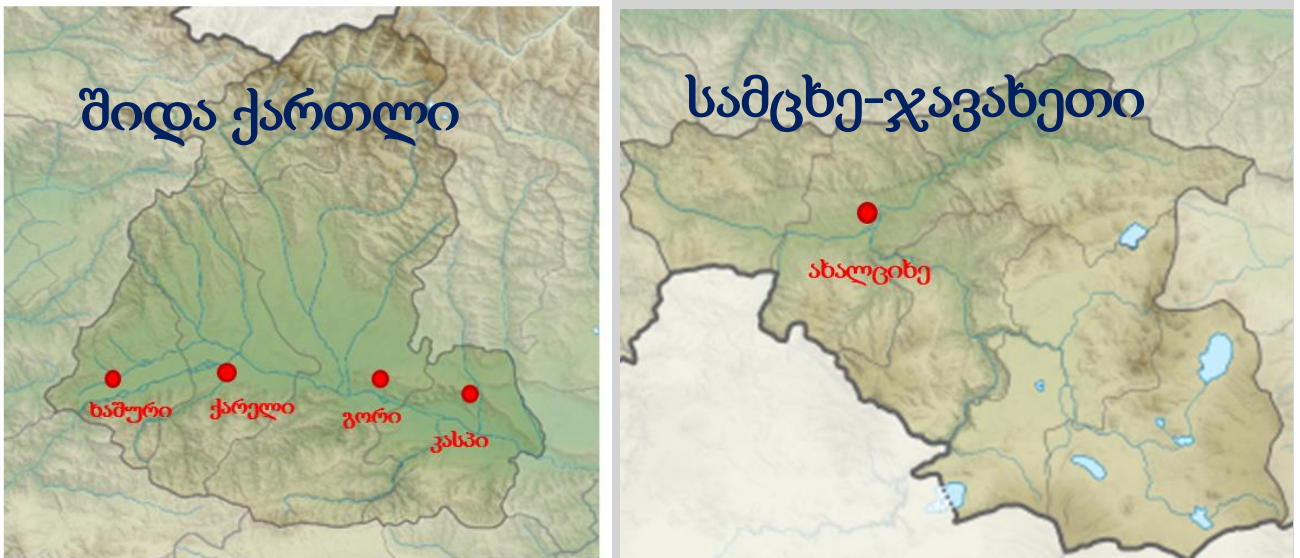 შიდა ქართლი
ხაშური
ქარელი
გორი
კასპი
სამცხე-ჯავახეთი
ახალციხე